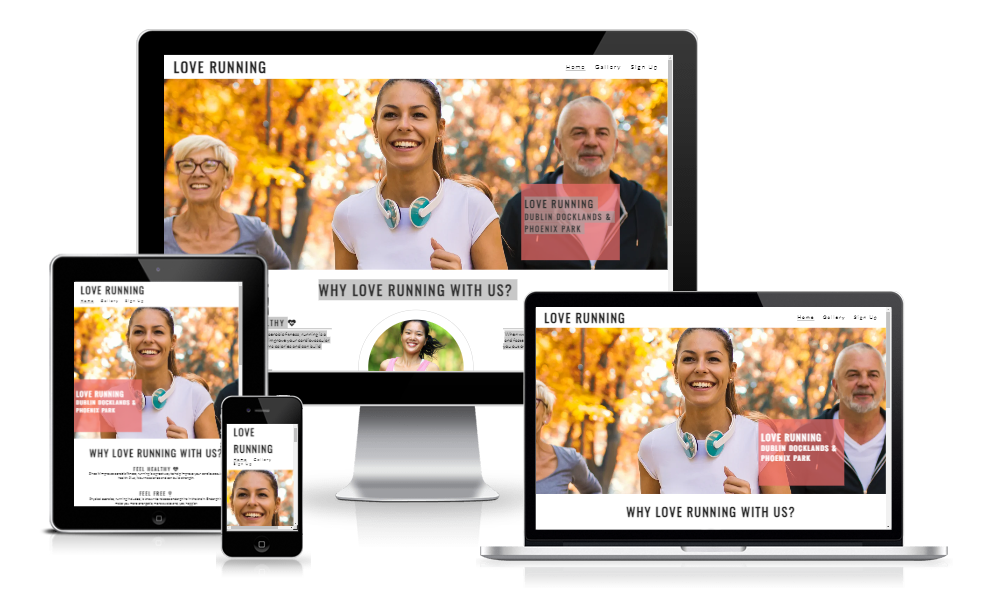 LOVE RUNNING
Home Gallery Sign Up
LOVE RUNNING
DUBLIN DOCKLANDS &
PHOENIX PARK
WHY LOVE RUNNING WITH US?
LOVE RUNNING
Home Gallery Sign Up
LOVE RUNNING
DUBLIN DOCKLANDS &
PHOENIX PARK
WHY LOVE RUNNING WITH US?
FEEL HEALTHY
FEEL FREE
LOVE
RUNNING
Home Gallery
Sign Up
LOVE RUNNING
Home Gallery Sign Up
LOVE RUNNING
DUBLIN DOCKLANDS &
PHOENIX PARK
WHY LOVE RUNNING WITH US?